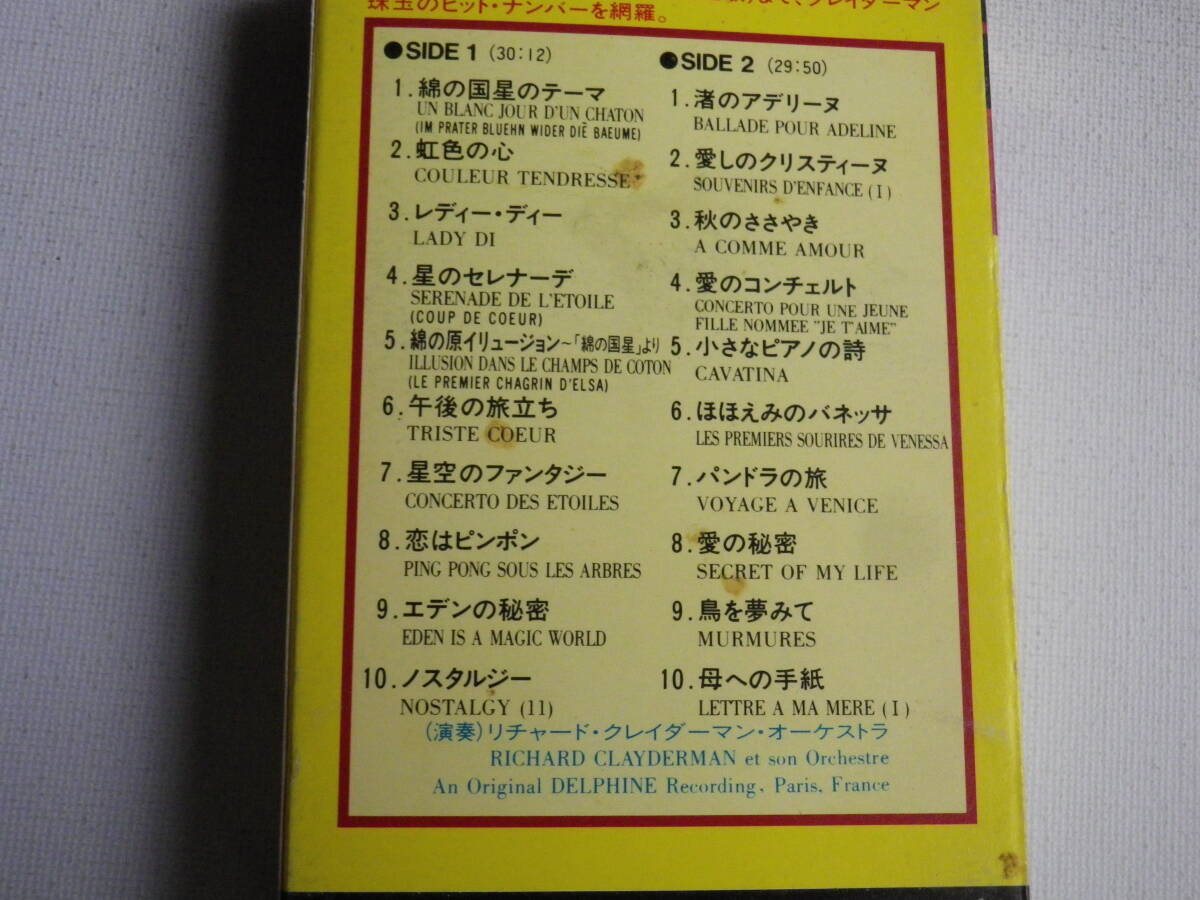 珠玉のヒット・ナンバーを網羅。
クレイダーマン
●SIDE 1 (30:12)
1.綿の国星のテーマ
UN BLANC JOUR D'UN CHATON
(IM PRATER BLUEHN WIDER DIÈ BAEUME)
2.虹色の心
COULEUR TENDRESSE
3.レディー・ディー
LADY DI
4.星のセレナーデ
SERENADE DE L'ETOILE
(COUP DE COEUR)
5.綿の原イリュージョン~「綿の国星」より
ILLUSION DANS LE CHAMPS DE COTON
(LE PREMIER CHAGRIN D'ELSA)
6.午後の旅立ち
TRISTE COEUR
7.星空のファンタジー
CONCERTO DES ETOILES
8.恋はピンポン
PING PONG SOUS LES ARBRES
9.エデンの秘密
EDEN IS A MAGIC WORLD
10.ノスタルジー
NOSTALGY (11)
●SIDE 2 (29:50)
1.渚のアデリーヌ
BALLADE POUR ADELINE
2.愛しのクリスティーヌ
SOUVENIRS D'ENFANCE (I)
3.秋のささやき
A COMME AMOUR
4.愛のコンチェルト
CONCERTO POUR UNE JEUNE
FILLE NOMMEE "JE T'AIME"
5.小さなピアノの詩
CAVATINA
6.ほほえみのバネッサ
LES PREMIERS SOURIRES DE VENESSA
7.パンドラの旅
VOYAGE A VENICE
8.愛の秘密
SECRET OF MY LIFE
9.鳥を夢みて
MURMURES
10.母への手紙
LETTRE A MA MERE (I)
(演奏)リチャード・クレイダーマン・オーケストラ
RICHARD CLAYDERMAN et son Orchestre
An Original DELPHINE Recording, Paris, France